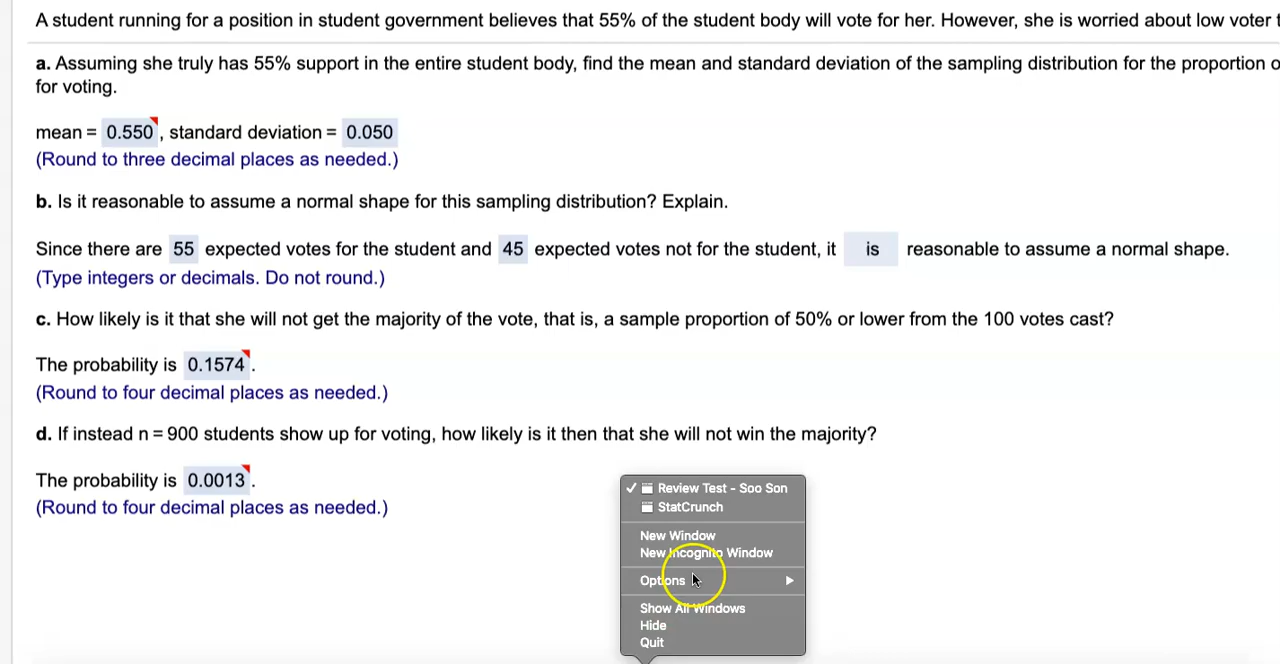 A student running for a position in student government believes that 55% of the student body will vote for her. However, she is worried about low voter
a. Assuming she truly has 55% support in the entire student body, find the mean and standard deviation of the sampling distribution for the proportion
for voting.
mean = 0.550, standard deviation = 0.050
(Round to three decimal places as needed.)
b. Is it reasonable to assume a normal shape for this sampling distribution? Explain.
Since there are 55 expected votes for the student and 45 expected votes not for the student, it is reasonable to assume a normal shape.
(Type integers or decimals. Do not round.)
c. How likely is it that she will not get the majority of the vote, that is, a sample proportion of 50% or lower from the 100 votes cast?
The probability is 0.1574.
(Round to four decimal places as needed.)
d. If instead n = 900 students show up for voting, how likely is it then that she will not win the majority?
The probability is 0.0013.
(Round to four decimal places as needed.)
✓ Review Test - Soo Son
StatCrunch
New Window
New Incognito Window
Options
Show All Windows
Hide
Quit